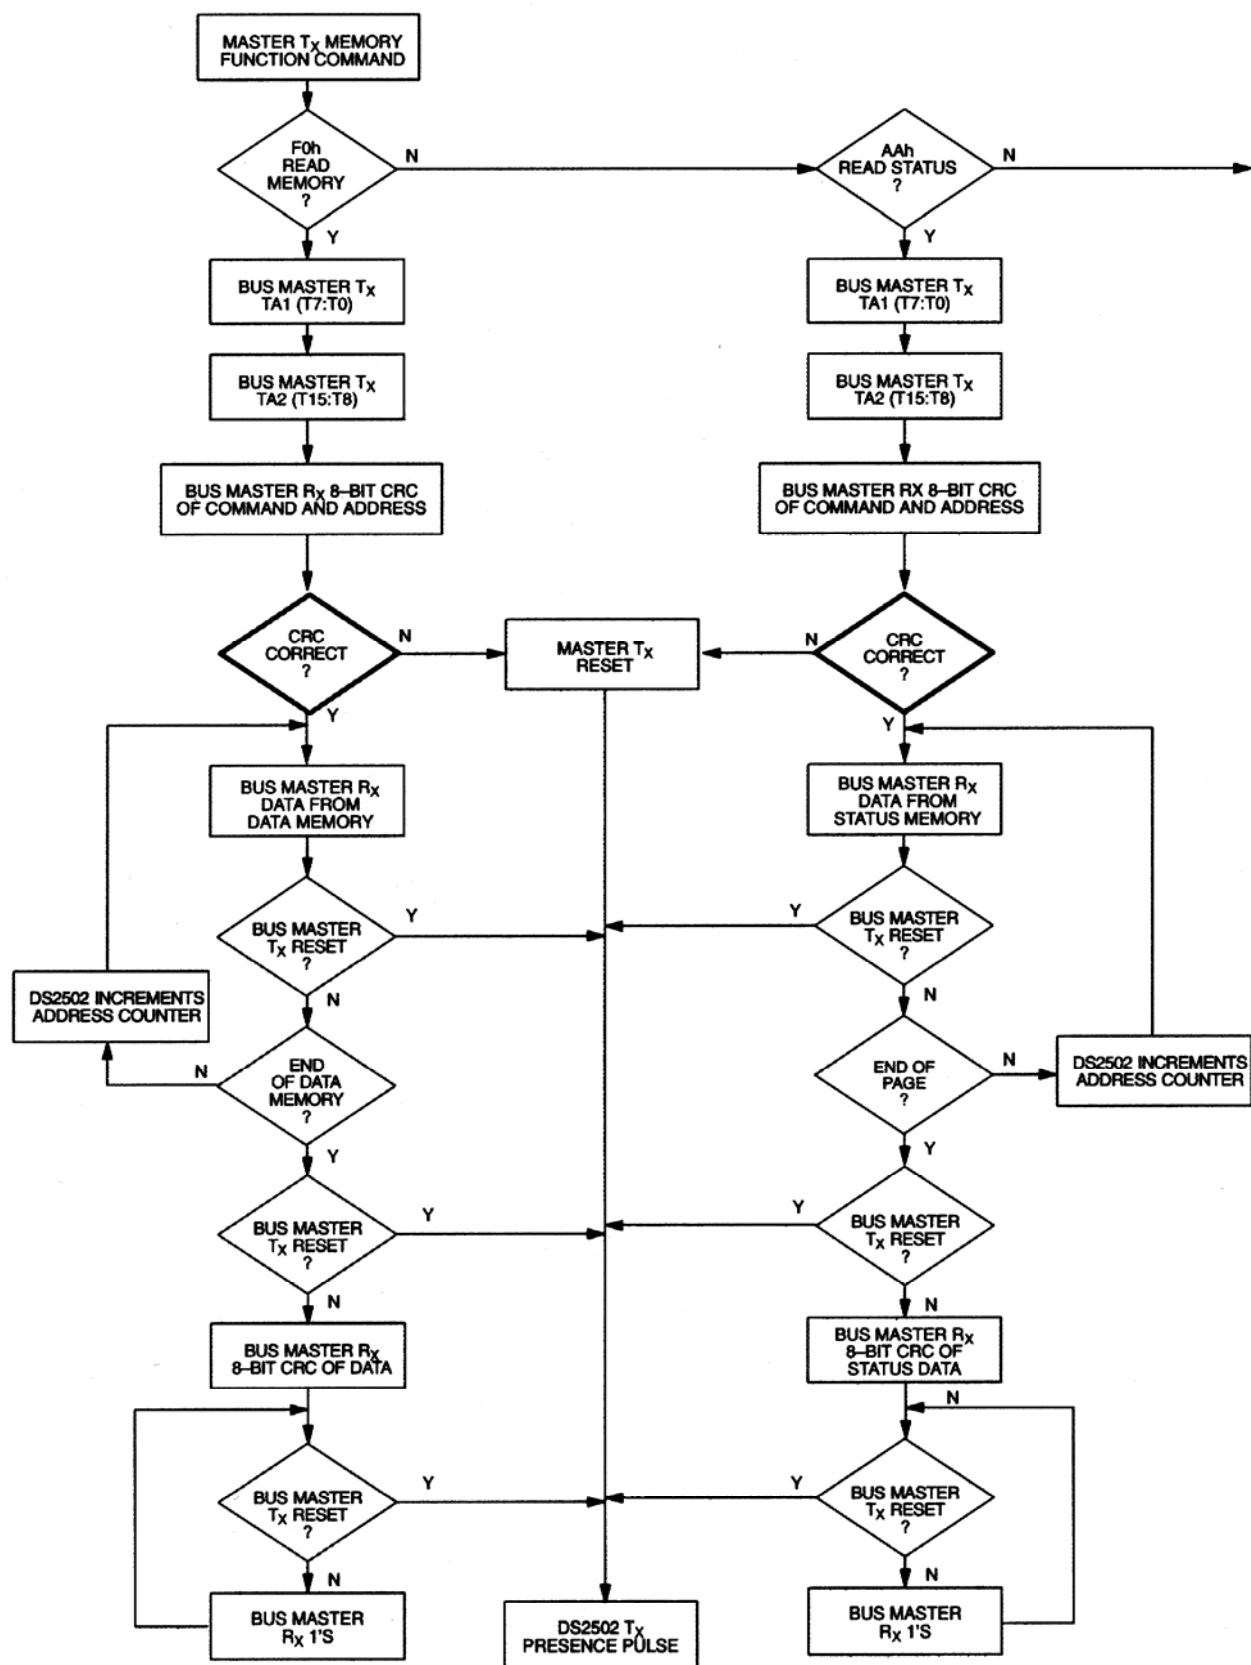 MASTER TX MEMORY
FUNCTION COMMAND
F0h
READ
MEMORY
?
N
Y
AAh
READ STATUS
?
N
Y
BUS MASTER TX
TA1 (T7:T0)
BUS MASTER TX
TA1 (T7:T0)
BUS MASTER TX
TA2 (T15:T8)
BUS MASTER TX
TA2 (T15:T8)
BUS MASTER RX 8–BIT CRC
OF COMMAND AND ADDRESS
BUS MASTER RX 8–BIT CRC
OF COMMAND AND ADDRESS
CRC
CORRECT
?
N
Y
MASTER TX
RESET
N
CRC
CORRECT
?
Y
BUS MASTER RX
DATA FROM
DATA MEMORY
BUS MASTER RX
DATA FROM
STATUS MEMORY
BUS MASTER
TX RESET
?
Y
N
Y
BUS MASTER
TX RESET
?
N
DS2502 INCREMENTS
ADDRESS COUNTER
N
END
OF DATA
MEMORY
?
Y
END OF
PAGE
?
N
Y
DS2502 INCREMENTS
ADDRESS COUNTER
BUS MASTER
TX RESET
?
Y
N
Y
BUS MASTER
TX RESET
?
N
BUS MASTER RX
8–BIT CRC OF DATA
BUS MASTER RX
8–BIT CRC OF
STATUS DATA
N
BUS MASTER
TX RESET
?
Y
N
Y
BUS MASTER
TX RESET
?
N
BUS MASTER
RX 1'S
DS2502 TX
PRESENCE PULSE
BUS MASTER
RX 1'S